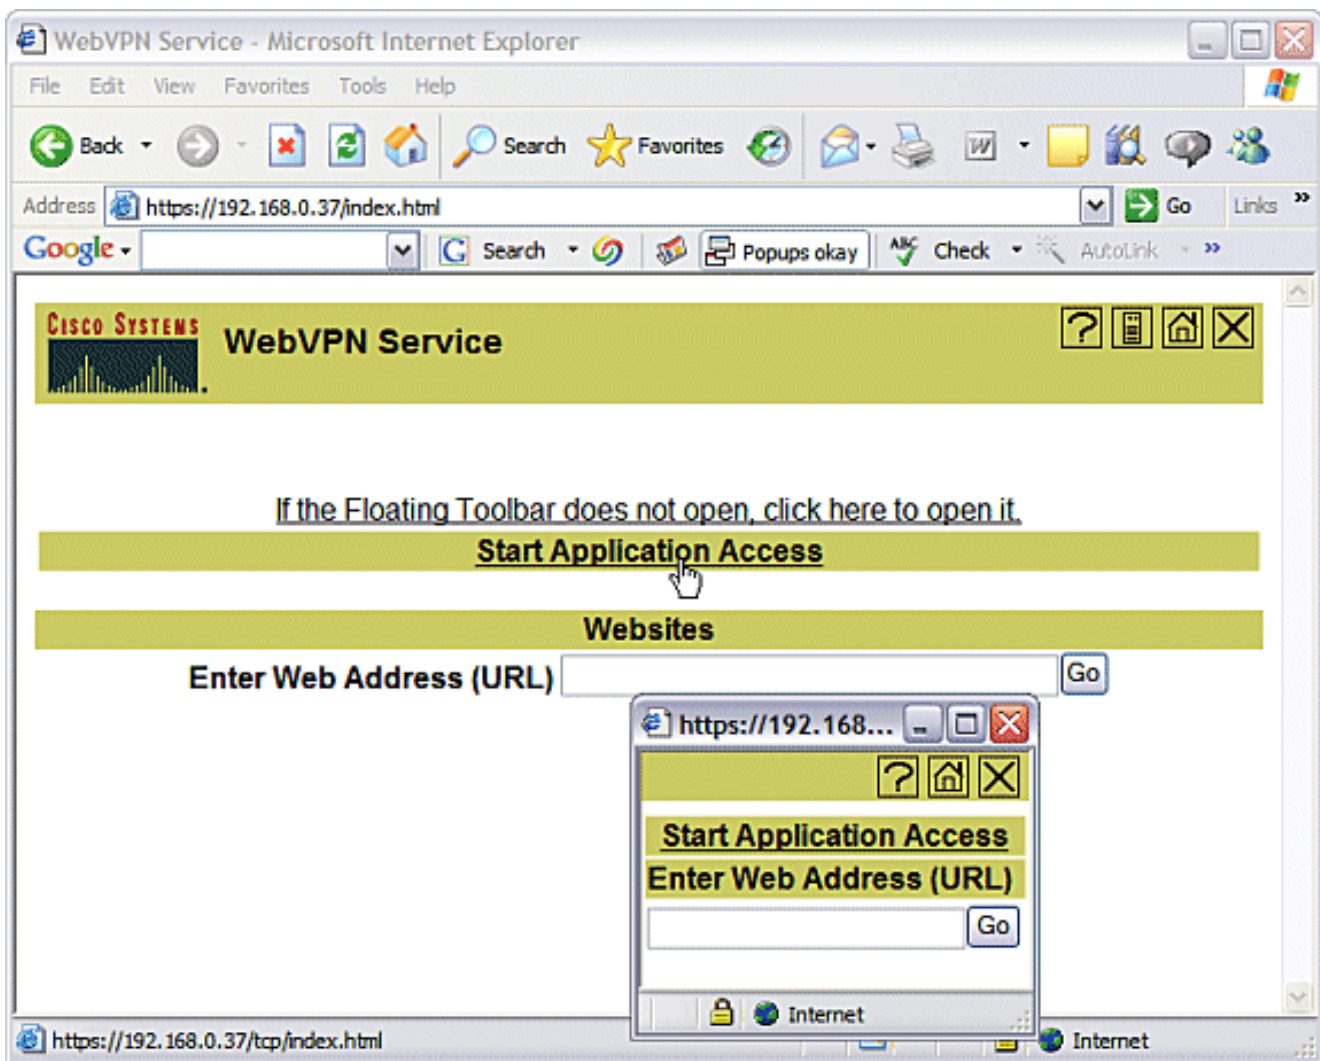 WebVPN Service - Microsoft Internet Explorer
File Edit View Favorites Tools Help
Back Search Favorites W
Address https://192.168.0.37/index.html Go Links »
Google G Search Popups okay ABC Check AutoLink »
CISCO SYSTEMS
WebVPN Service
?
If the Floating Toolbar does not open, click here to open it.
Start Application Access
Websites
Enter Web Address (URL) Go
https://192.168...
?
Start Application Access
Enter Web Address (URL)
Go
Internet
https://192.168.0.37/tcp/index.html Internet